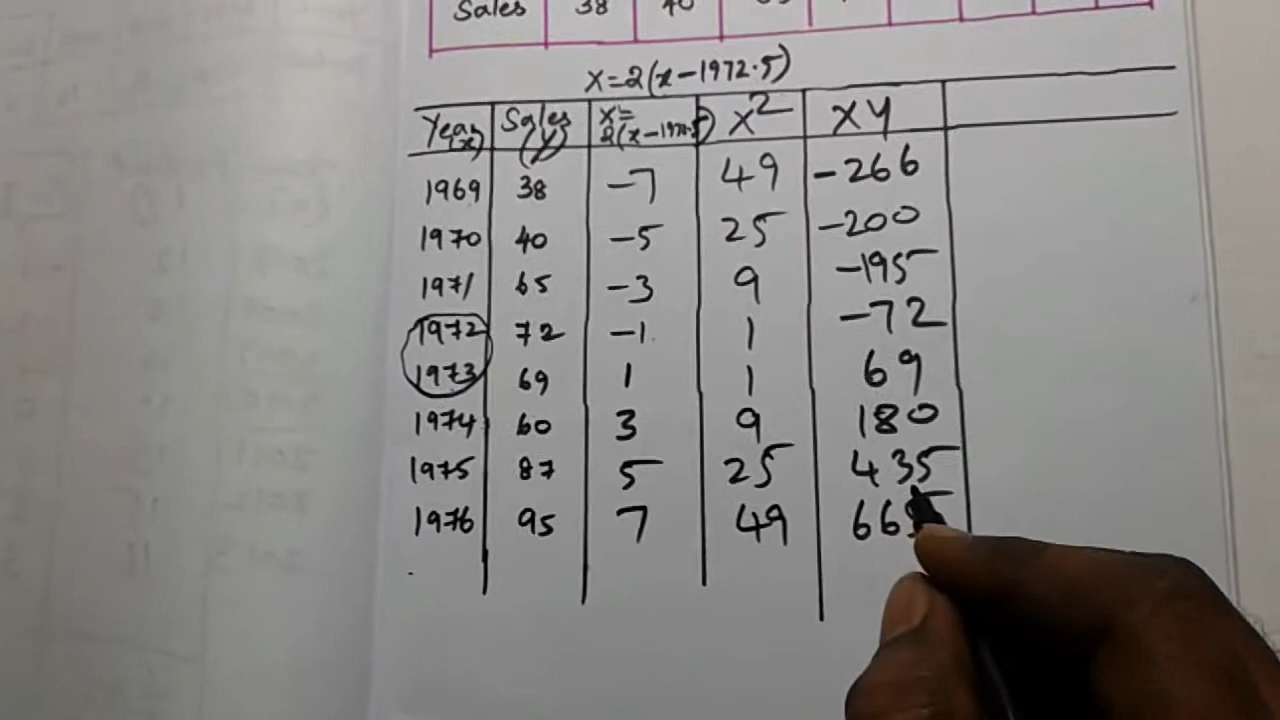 Sales 38 40
X=2(x-1972.5)
Year (x) Sales (y) X= 2(x-1972.5) X² XY
1969 38 -7 49 -266
1970 40 -5 25 -200
1971 65 -3 9 -195
1972 72 -1 1 -72
1973 69 1 1 69
1974 60 3 9 180
1975 87 5 25 435
1976 95 7 49 665